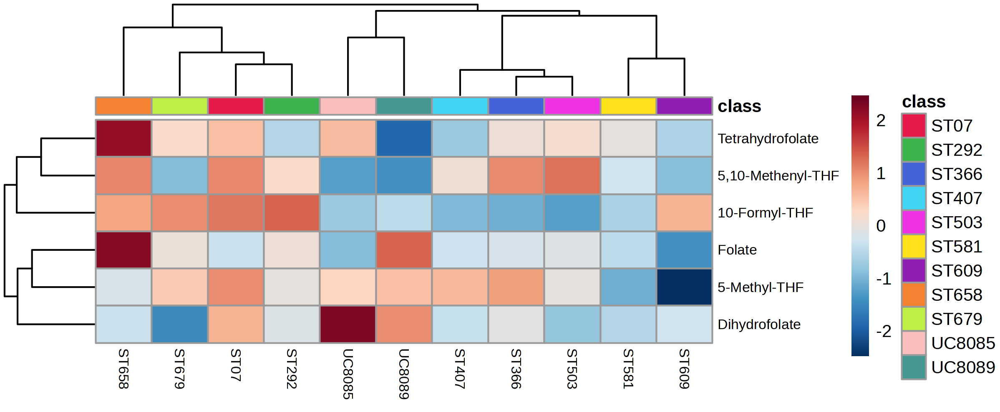 class
Tetrahydrofolate
5,10-Methenyl-THF
10-Formyl-THF
Folate
5-Methyl-THF
Dihydrofolate
ST658
ST679
ST07
ST292
UC8085
UC8089
ST407
ST366
ST503
ST581
ST609
2
1
0
-1
-2
class
ST07
ST292
ST366
ST407
ST503
ST581
ST609
ST658
ST679
UC8085
UC8089